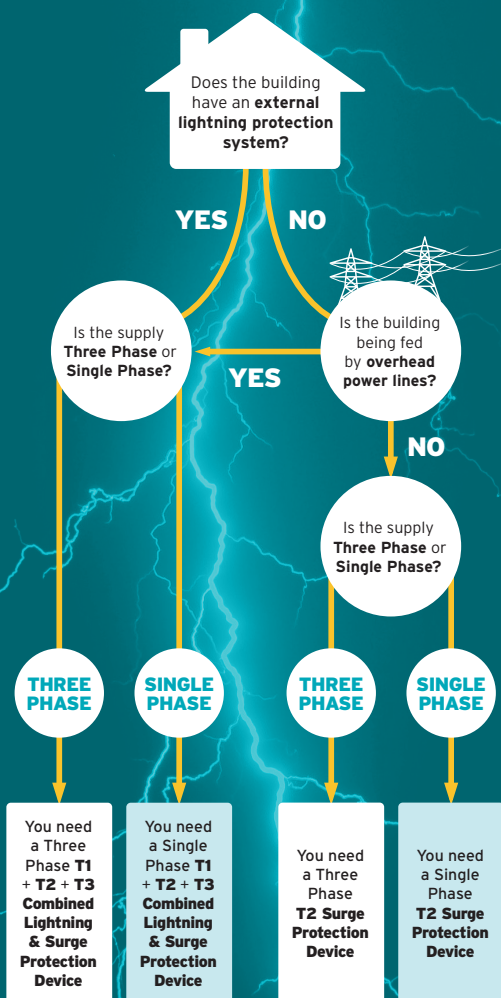 Does the building
have an external
lightning protection
system?
YES
NO
Is the supply
Three Phase or
Single Phase?
Is the building
being fed
by overhead
power lines?
YES
NO
Is the supply
Three Phase or
Single Phase?
THREE
PHASE
SINGLE
PHASE
THREE
PHASE
SINGLE
PHASE
You need
a Three
Phase T1
+ T2 + T3
Combined
Lightning
& Surge
Protection
Device
You need
a Single
Phase T1
+ T2 + T3
Combined
Lightning
& Surge
Protection
Device
You need
a Three
Phase
T2 Surge
Protection
Device
You need
a Single
Phase
T2 Surge
Protection
Device